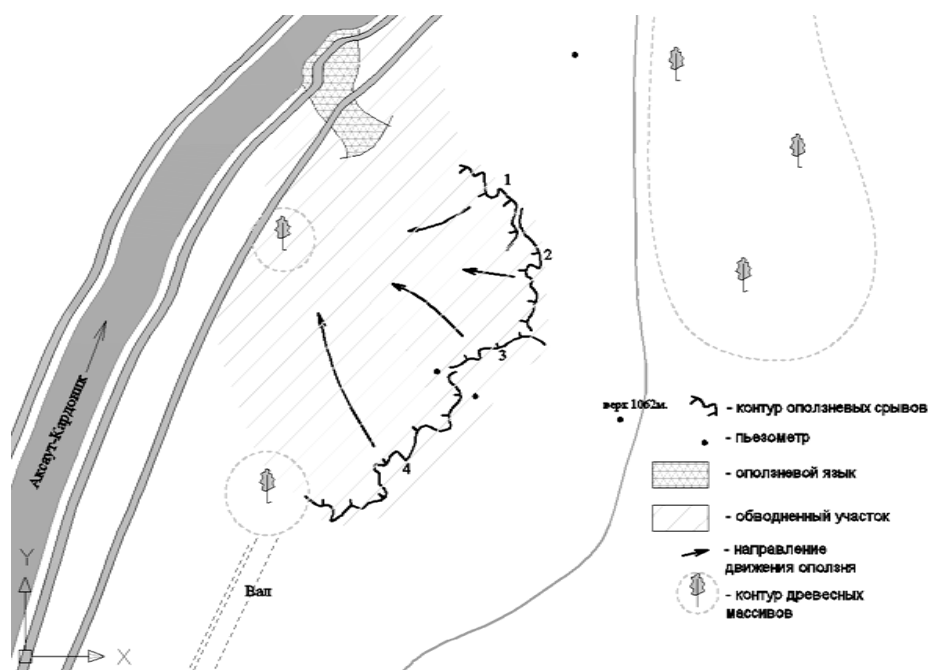 1
2
3
4
верх 1062м.
Аксаут-Кардоник
Вал
Y
X
- контур оползневых срывов
- пьезометр
- оползневой язык
- обводненный участок
- направление
движения оползня
- контур древесных
массивов